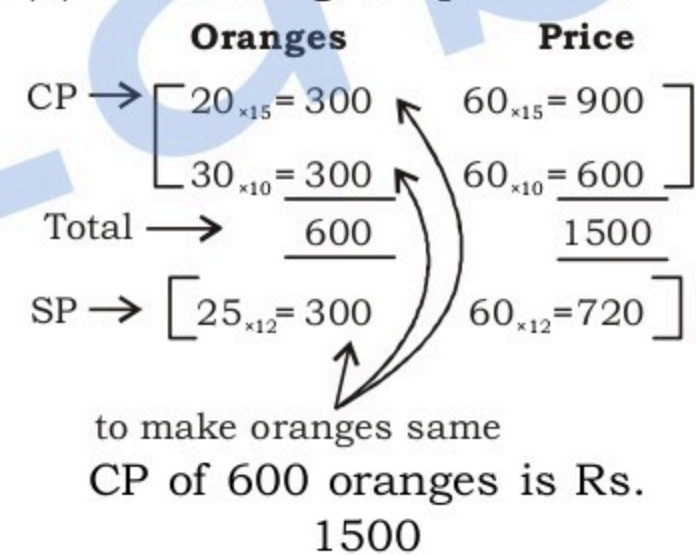 Oranges Price
CP → [ 20 ×15 = 300 60 ×15 = 900 ]
30 ×10 = 300 60 ×10 = 600
Total → 600 1500
SP → [ 25 ×12 = 300 60 ×12 = 720 ]
to make oranges same
CP of 600 oranges is Rs.
1500